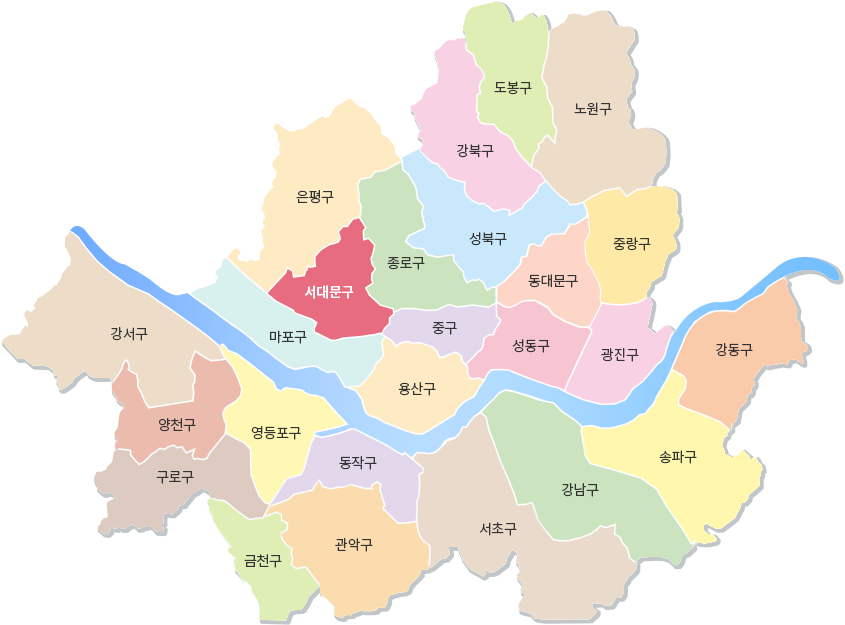 도봉구
노원구
강북구
은평구
성북구
중랑구
종로구
동대문구
서대문구
강서구
마포구
중구
성동구
광진구
강동구
용산구
양천구
영등포구
송파구
동작구
구로구
강남구
서초구
관악구
금천구